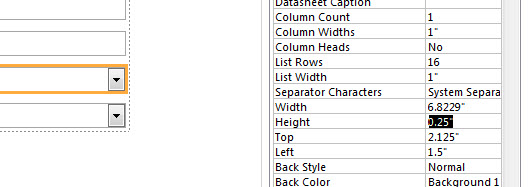 Datasheet Caption
Column Count 1
Column Widths 1"
Column Heads No
List Rows 16
List Width 1"
Separator Characters System Separa
Width 6.8229"
Height 0.25"
Top 2.125"
Left 1.5"
Back Style Normal
Back Color Background 1